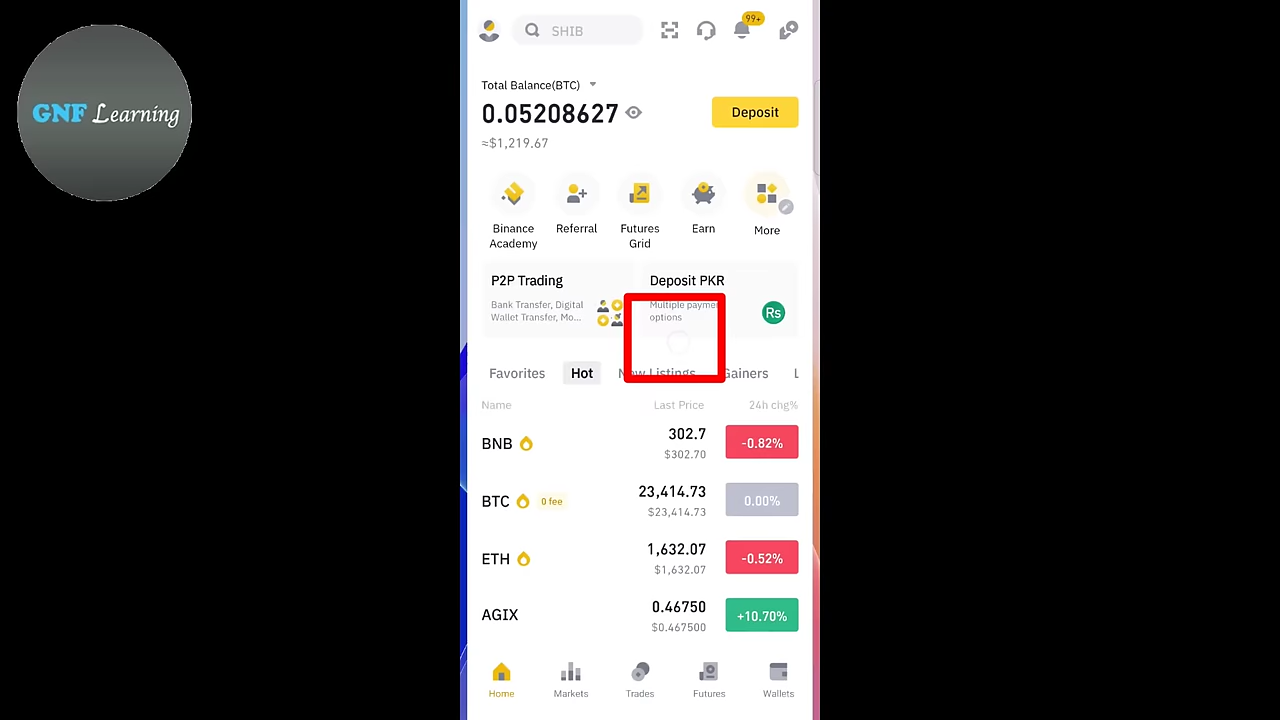 GNF Learning
SHIB
99+
Total Balance(BTC)
0.05208627
Deposit
≈$1,219.67
Binance Academy
Referral
Futures Grid
Earn
More
P2P Trading
Bank Transfer, Digital
Wallet Transfer, Mo...
Deposit PKR
Multiple payme
options
Rs
Favorites
Hot
New Listings
Gainers
L
Name
Last Price
24h chg%
BNB
302.7
$302.70
-0.82%
BTC
0 fee
23,414.73
$23,414.73
0.00%
ETH
1,632.07
$1,632.07
-0.52%
AGIX
0.46750
$0.467500
+10.70%
Home
Markets
Trades
Futures
Wallets